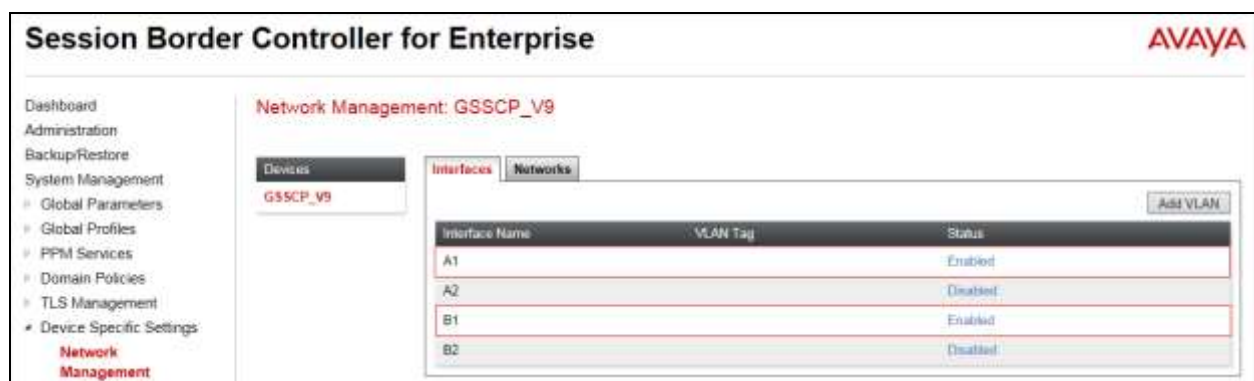 Session Border Controller for Enterprise
AVAYA
Dashboard
Administration
Backup/Restore
System Management
Global Parameters
Global Profiles
PPM Services
Domain Policies
TLS Management
Device Specific Settings
Network
Management
Network Management: GSSCP_V9
Devices
GSSCP_V9
Interfaces Networks
Add VLAN
Interface Name VLAN Tag Status
A1 Enabled
A2 Disabled
B1 Enabled
B2 Disabled